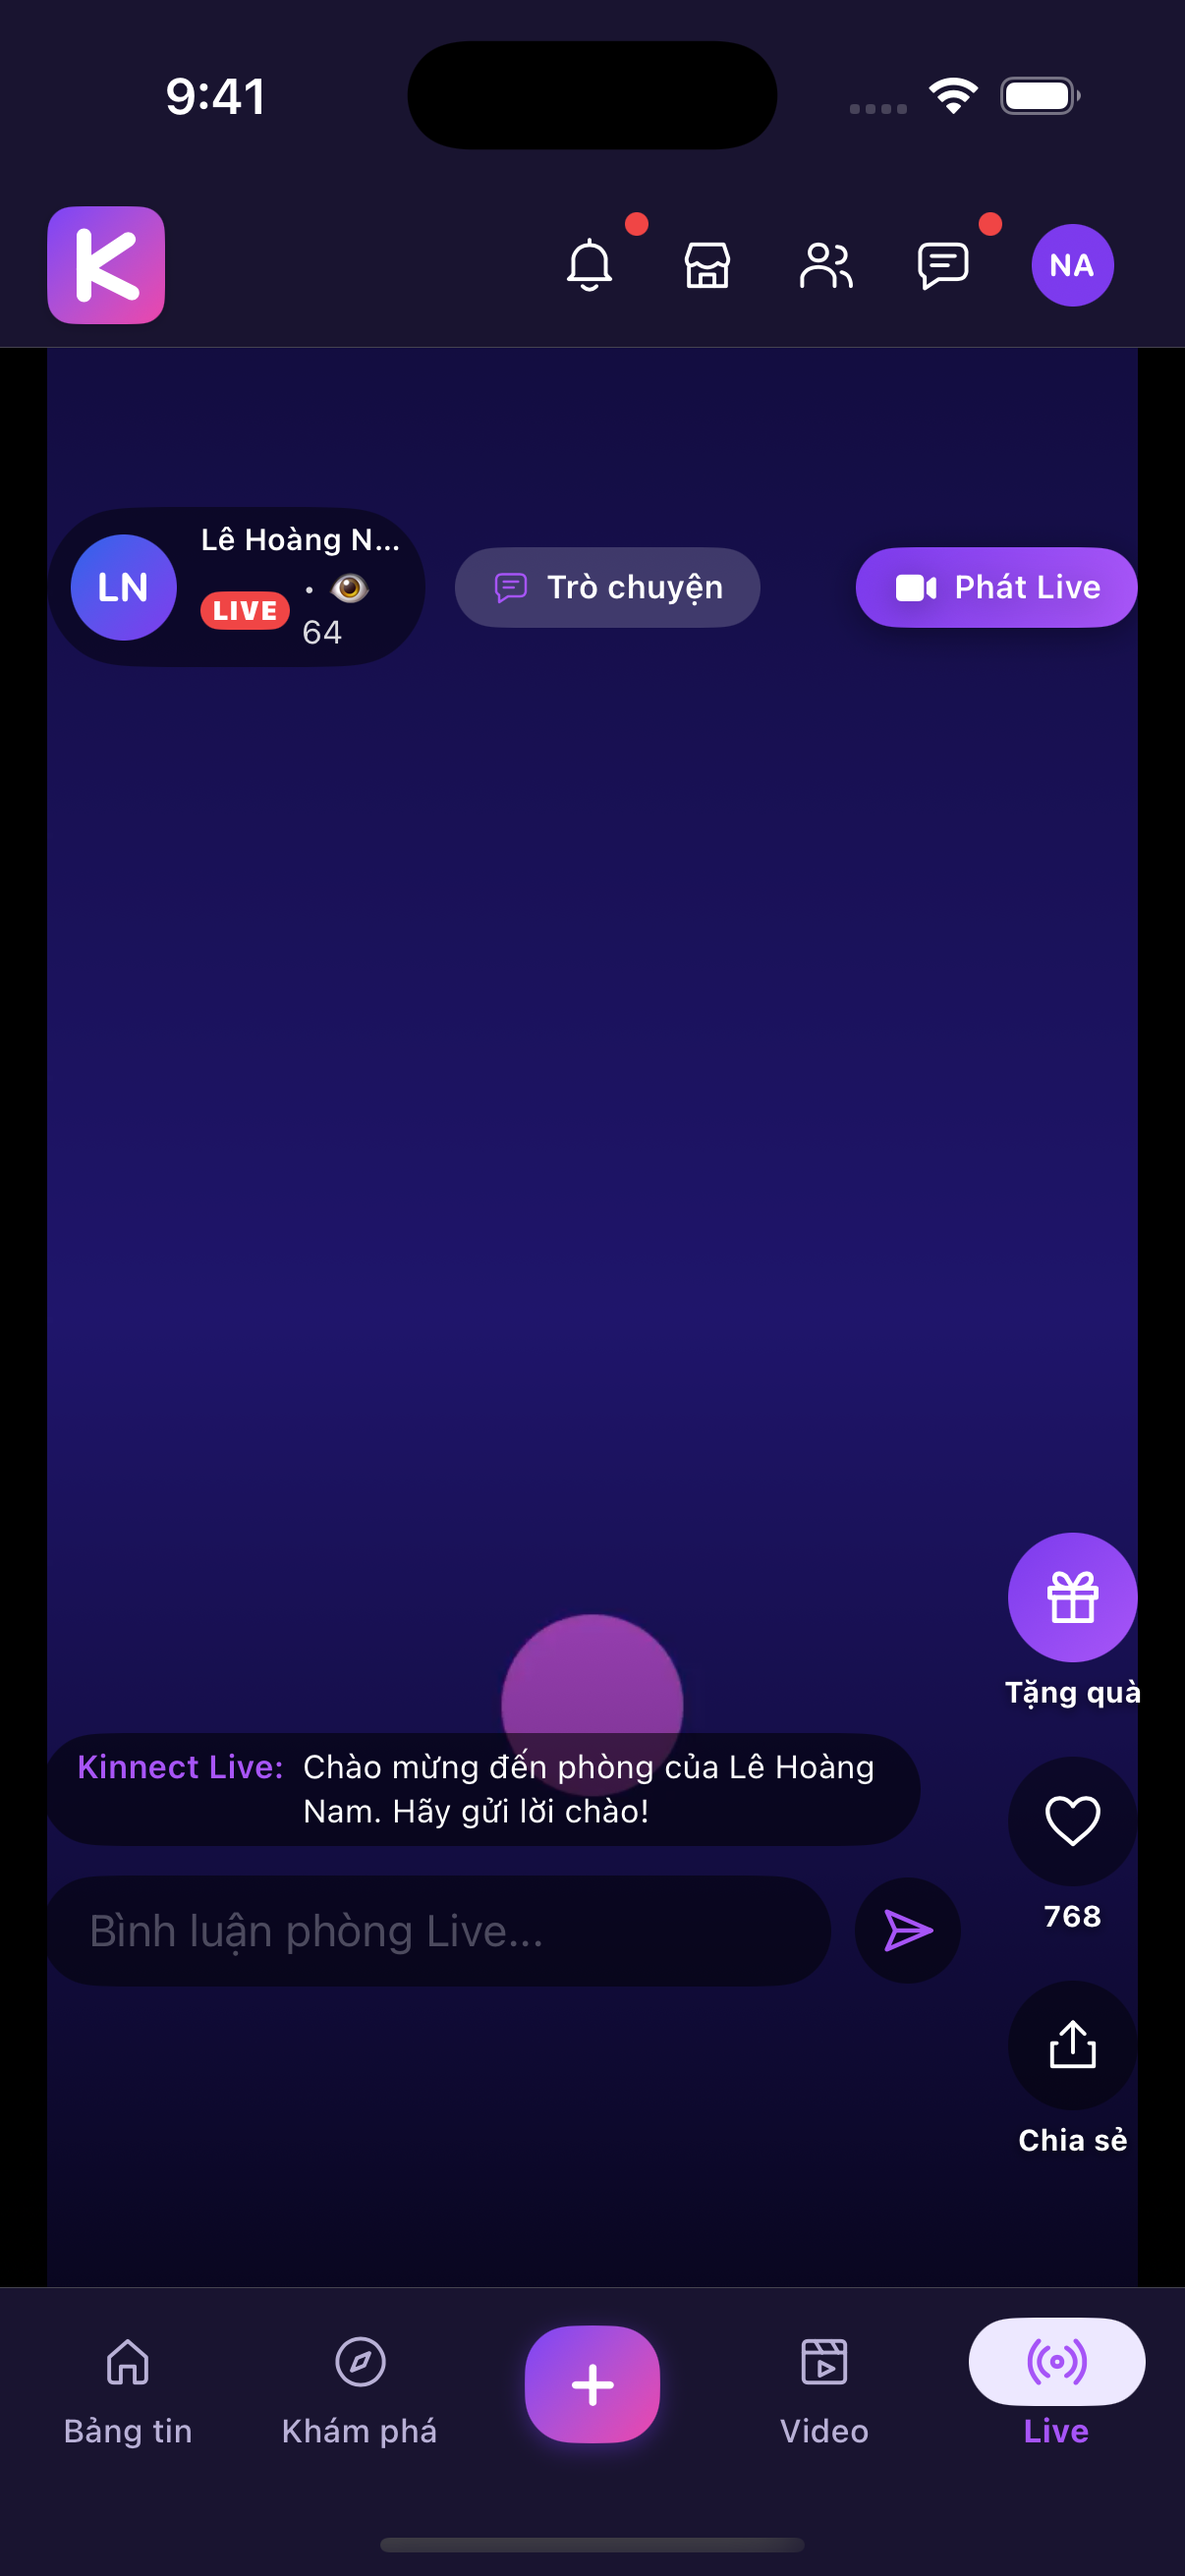 9:41
K
NA
LN
Lê Hoàng N...
LIVE
· 64
Trò chuyện
Phát Live
Tặng quà
Kinnect Live: Chào mừng đến phòng của Lê Hoàng
Nam. Hãy gửi lời chào!
768
Bình luận phòng Live...
Chia sẻ
Bảng tin
Khám phá
Video
Live